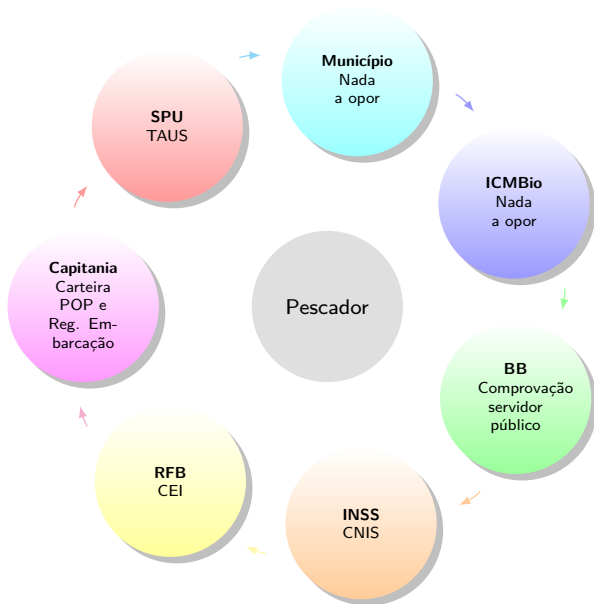 Município
Nada
a opor
SPU
TAUS
ICMBio
Nada
a opor
Capitania
Carteira
POP e
Reg. Em-
barcação
Pescador
BB
Comprovação
servidor
público
RFB
CEI
INSS
CNIS